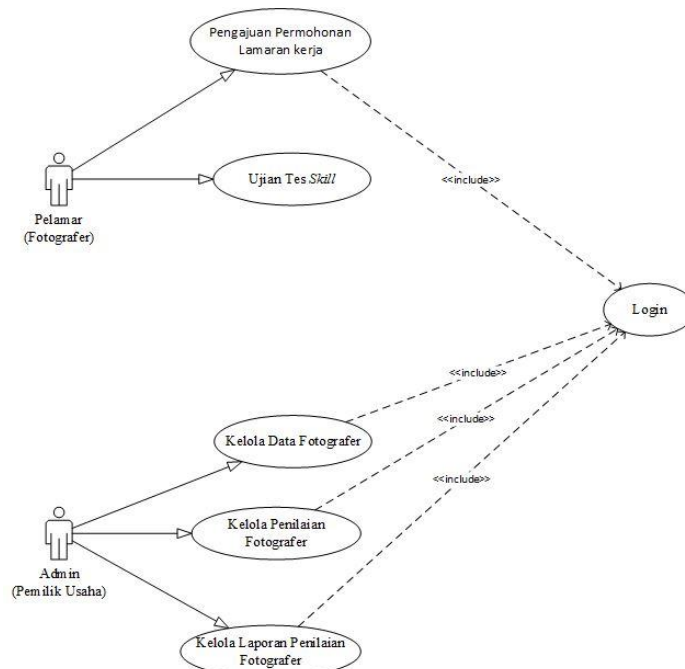 Pengajuan Permohonan
Lamaran kerja
Ujian Tes Skill
Pelamar
(Fotografer)
<<include>>
Login
<<include>>
<<include>>
Kelola Data Fotografer
<<include>>
Kelola Penilaian
Fotografer
Admin
(Pemilik Usaha)
Kelola Laporan Penilaian
Fotografer